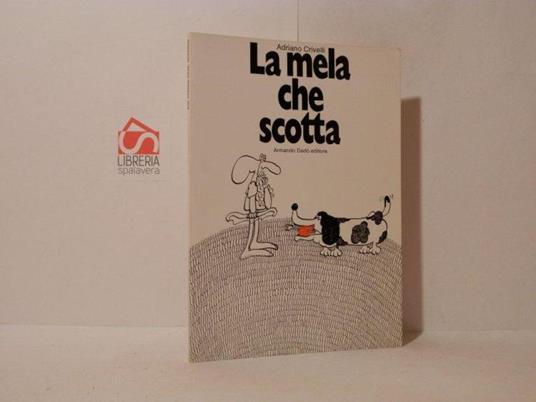 Adriano Crivelli
La mela
che
scotta
Armando Dadò editore
LIBRERIA
spalavera